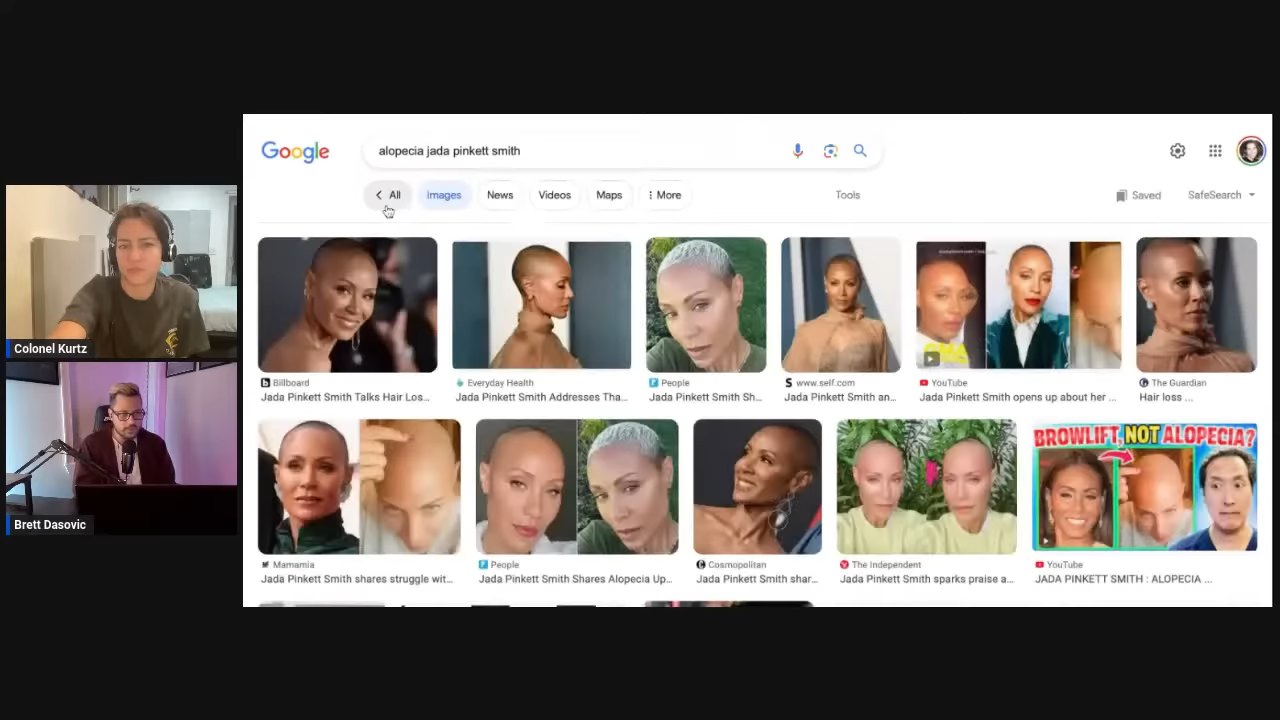 Google
alopecia jada pinkett smith
All
Images
News
Videos
Maps
More
Tools
Saved
SafeSearch
GMA
Billboard
Jada Pinkett Smith Talks Hair Los...
Everyday Health
Jada Pinkett Smith Addresses Tha...
People
Jada Pinkett Smith Sh...
S www.self.com
Jada Pinkett Smith an...
YouTube
Jada Pinkett Smith opens up about her ...
The Guardian
Hair loss ...
Colonel Kurtz
BROWLIFT, NOT ALOPECIA?
Brett Dasovic
Mamamia
Jada Pinkett Smith shares struggle wit...
People
Jada Pinkett Smith Shares Alopecia Up...
Cosmopolitan
Jada Pinkett Smith shar...
The Independent
Jada Pinkett Smith sparks praise a...
YouTube
JADA PINKETT SMITH : ALOPECIA ...